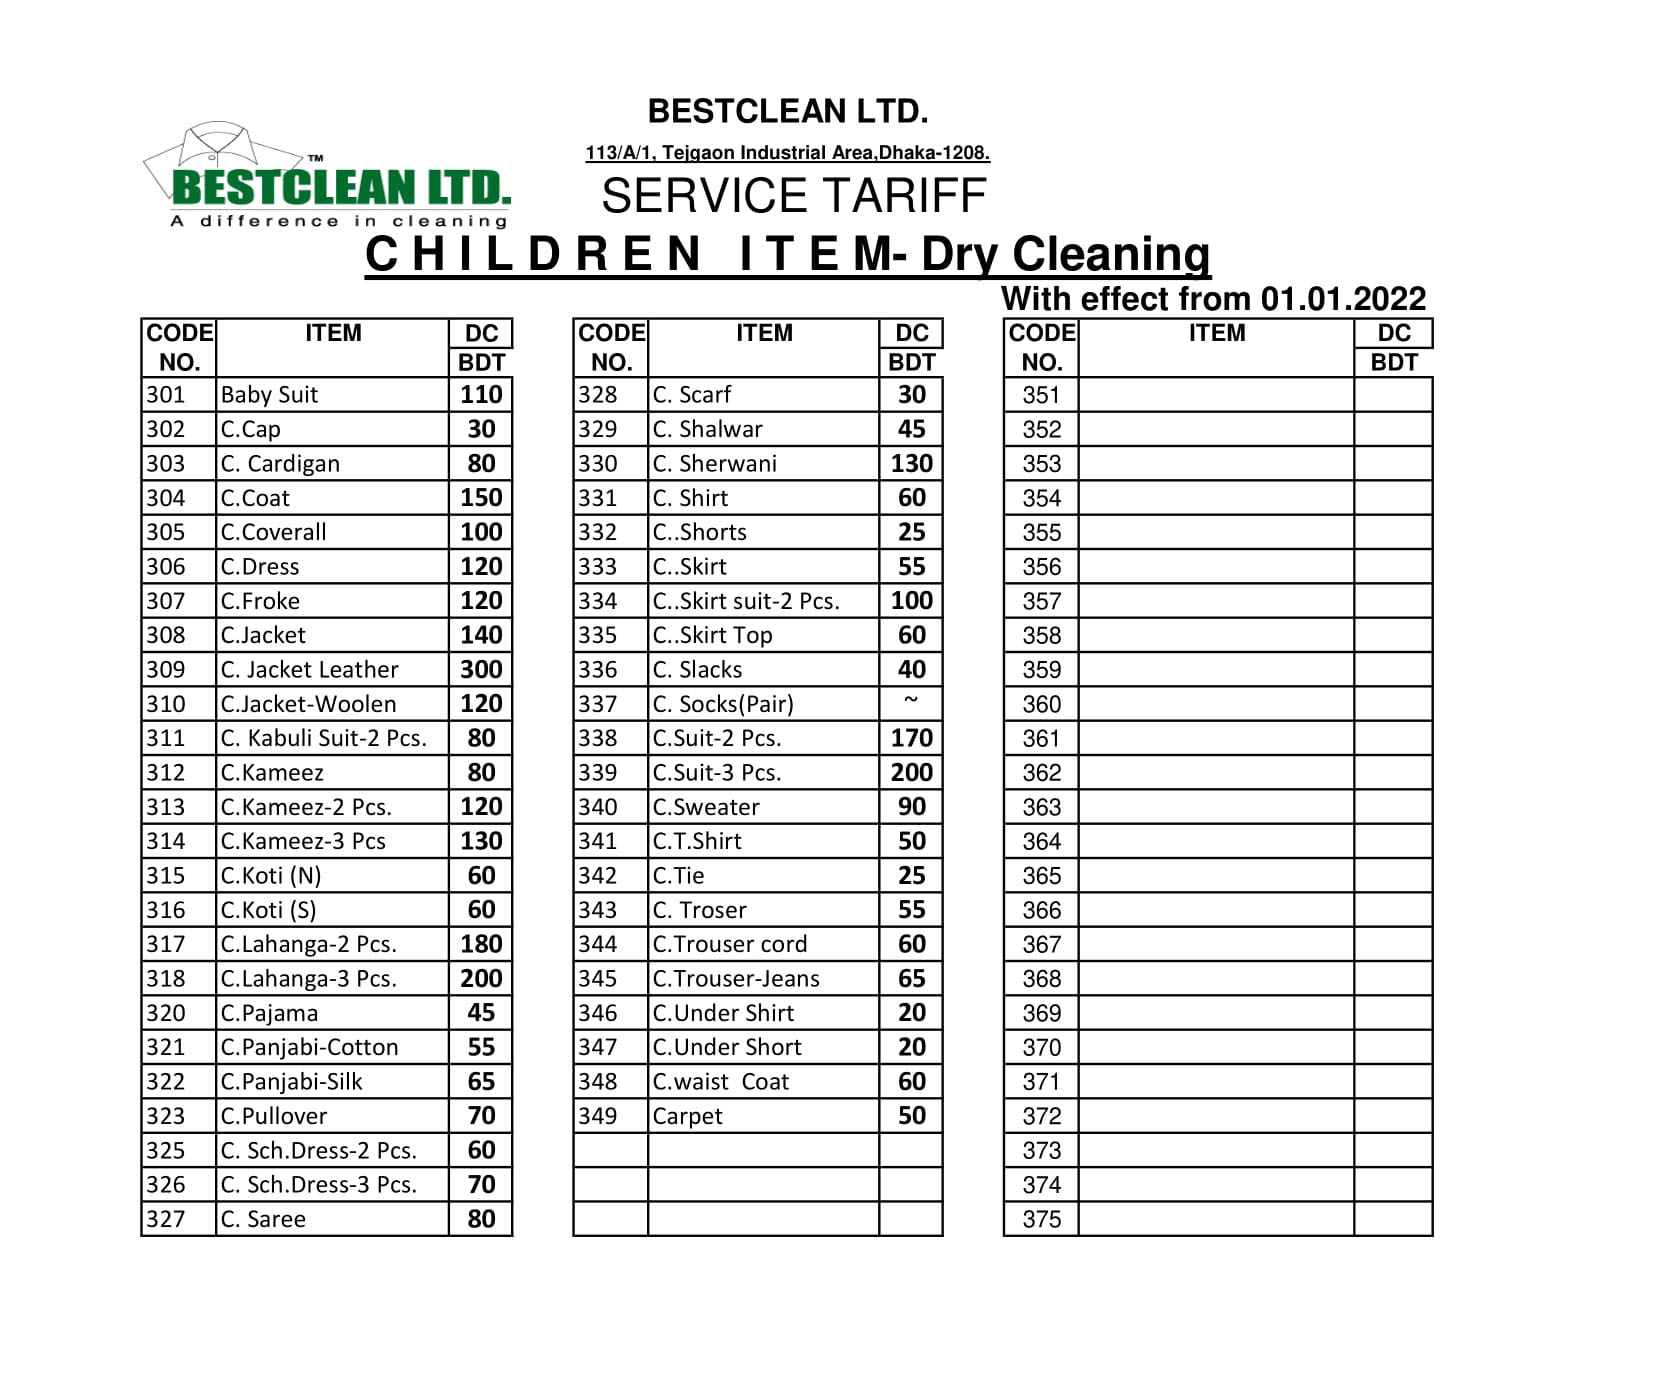 BESTCLEAN LTD.
113/A/1, Tejgaon Industrial Area,Dhaka-1208.
TM
BESTCLEAN LTD.
A difference in cleaning
SERVICE TARIFF
CHILDREN ITEM- Dry Cleaning
With effect from 01.01.2022
CODE NO. ITEM DC BDT
301 Baby Suit 110
302 C.Cap 30
303 C. Cardigan 80
304 C.Coat 150
305 C.Coverall 100
306 C.Dress 120
307 C.Froke 120
308 C.Jacket 140
309 C. Jacket Leather 300
310 C.Jacket-Woolen 120
311 C. Kabuli Suit-2 Pcs. 80
312 C.Kameez 80
313 C.Kameez-2 Pcs. 120
314 C.Kameez-3 Pcs 130
315 C.Koti (N) 60
316 C.Koti (S) 60
317 C.Lahanga-2 Pcs. 180
318 C.Lahanga-3 Pcs. 200
320 C.Pajama 45
321 C.Panjabi-Cotton 55
322 C.Panjabi-Silk 65
323 C.Pullover 70
325 C. Sch.Dress-2 Pcs. 60
326 C. Sch.Dress-3 Pcs. 70
327 C. Saree 80
CODE NO. ITEM DC BDT
328 C. Scarf 30
329 C. Shalwar 45
330 C. Sherwani 130
331 C. Shirt 60
332 C..Shorts 25
333 C..Skirt 55
334 C..Skirt suit-2 Pcs. 100
335 C..Skirt Top 60
336 C. Slacks 40
337 C. Socks(Pair) ~
338 C.Suit-2 Pcs. 170
339 C.Suit-3 Pcs. 200
340 C.Sweater 90
341 C.T.Shirt 50
342 C.Tie 25
343 C. Troser 55
344 C.Trouser cord 60
345 C.Trouser-Jeans 65
346 C.Under Shirt 20
347 C.Under Short 20
348 C.waist Coat 60
349 Carpet 50
CODE NO. ITEM DC BDT
351
352
353
354
355
356
357
358
359
360
361
362
363
364
365
366
367
368
369
370
371
372
373
374
375